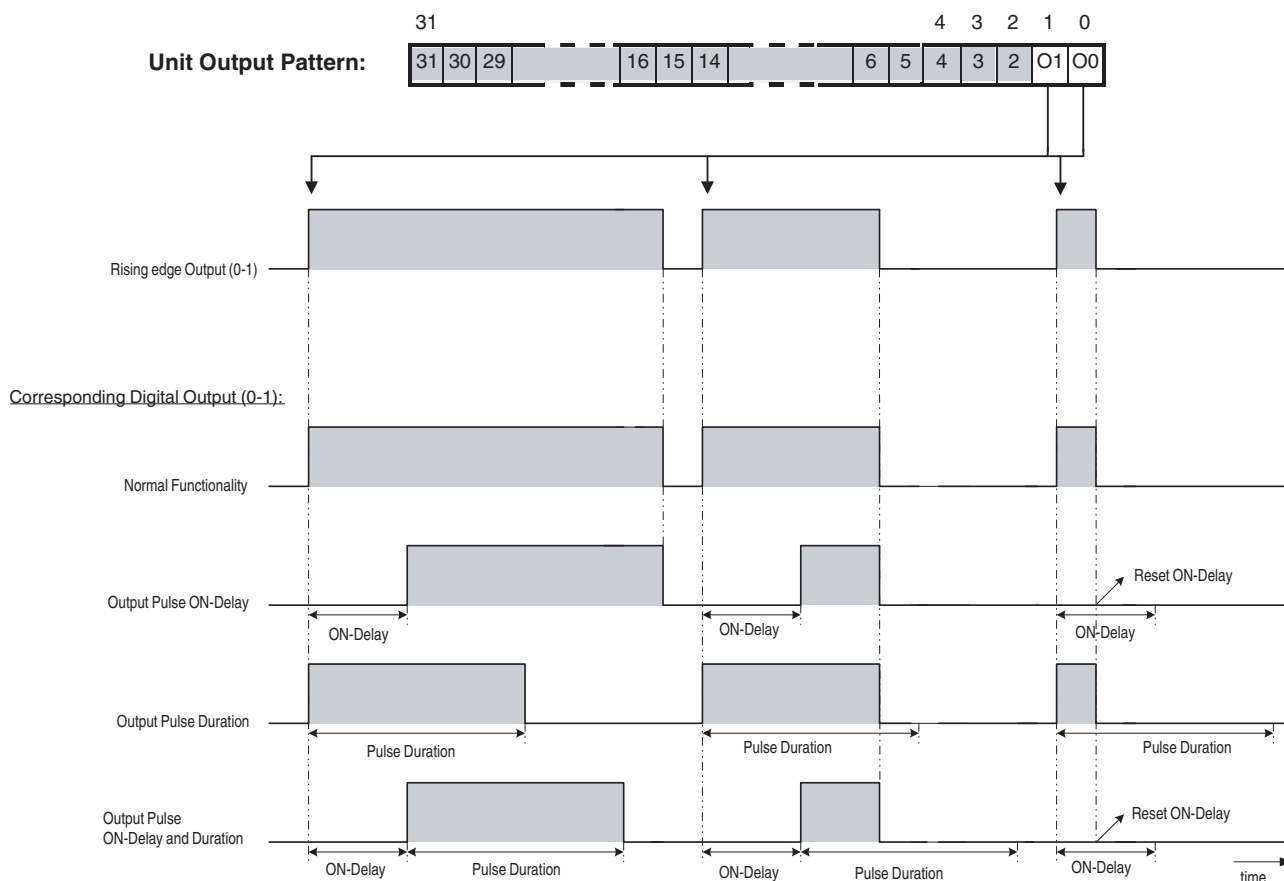 31 4 3 2 1 0
Unit Output Pattern: 31 30 29 16 15 14 6 5 4 3 2 O1 O0
Rising edge Output (0-1)
Corresponding Digital Output (0-1):
Normal Functionality
Output Pulse ON-Delay
Reset ON-Delay
ON-Delay ON-Delay ON-Delay
Output Pulse Duration
Pulse Duration Pulse Duration Pulse Duration
Output Pulse
ON-Delay and Duration
Reset ON-Delay
ON-Delay Pulse Duration ON-Delay Pulse Duration ON-Delay
time